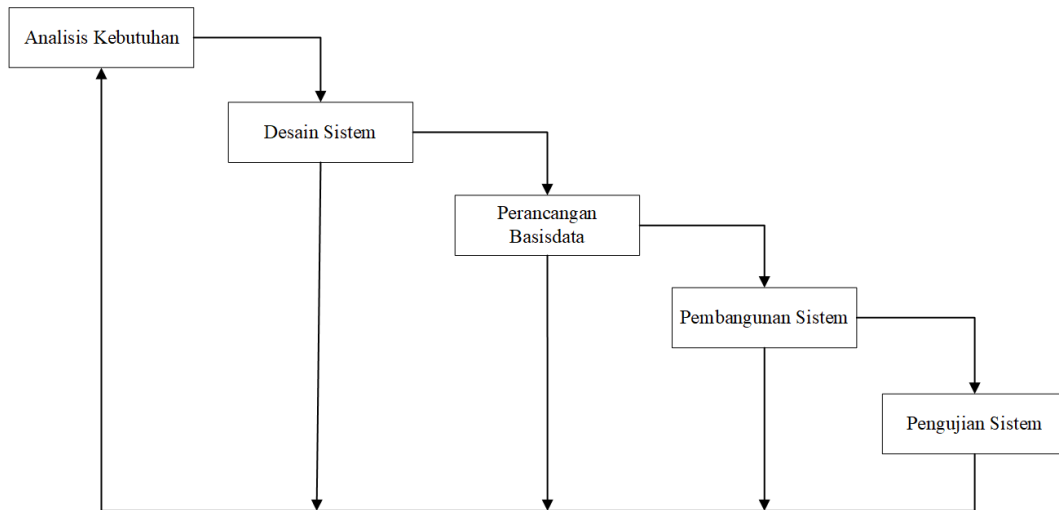 Analisis Kebutuhan
Desain Sistem
Perancangan
Basisdata
Pembangunan Sistem
Pengujian Sistem